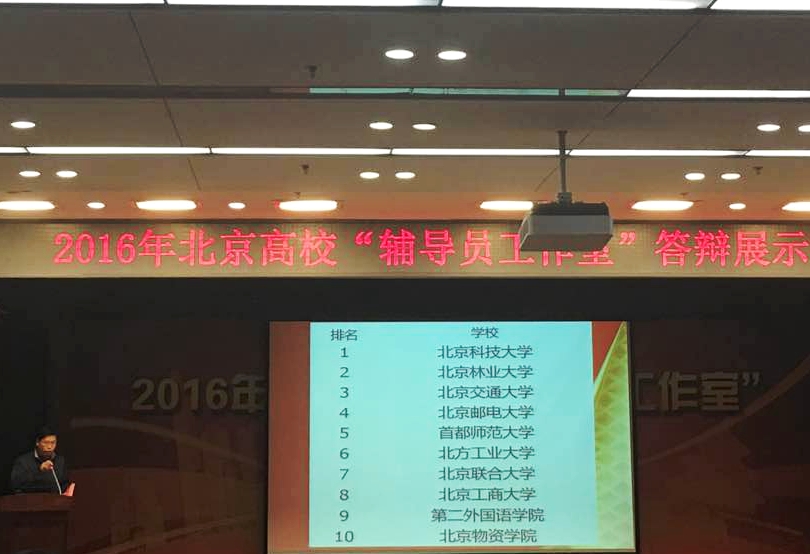 2016年北京高校“辅导员工作室”答辩展示
排名 学校
1 北京科技大学
2 北京林业大学
3 北京交通大学
4 北京邮电大学
5 首都师范大学
6 北方工业大学
7 北京联合大学
8 北京工商大学
9 第二外国语学院
10 北京物资学院
2016年
工作室”